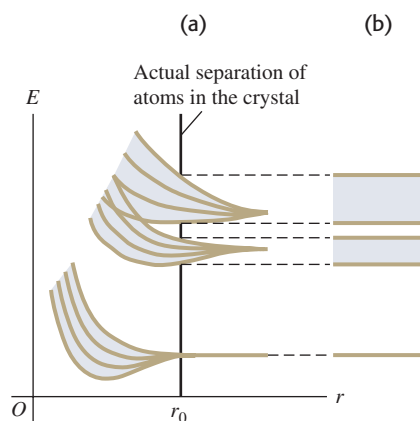 (a)
(b)
Actual separation of
atoms in the crystal
E
O
r0
r